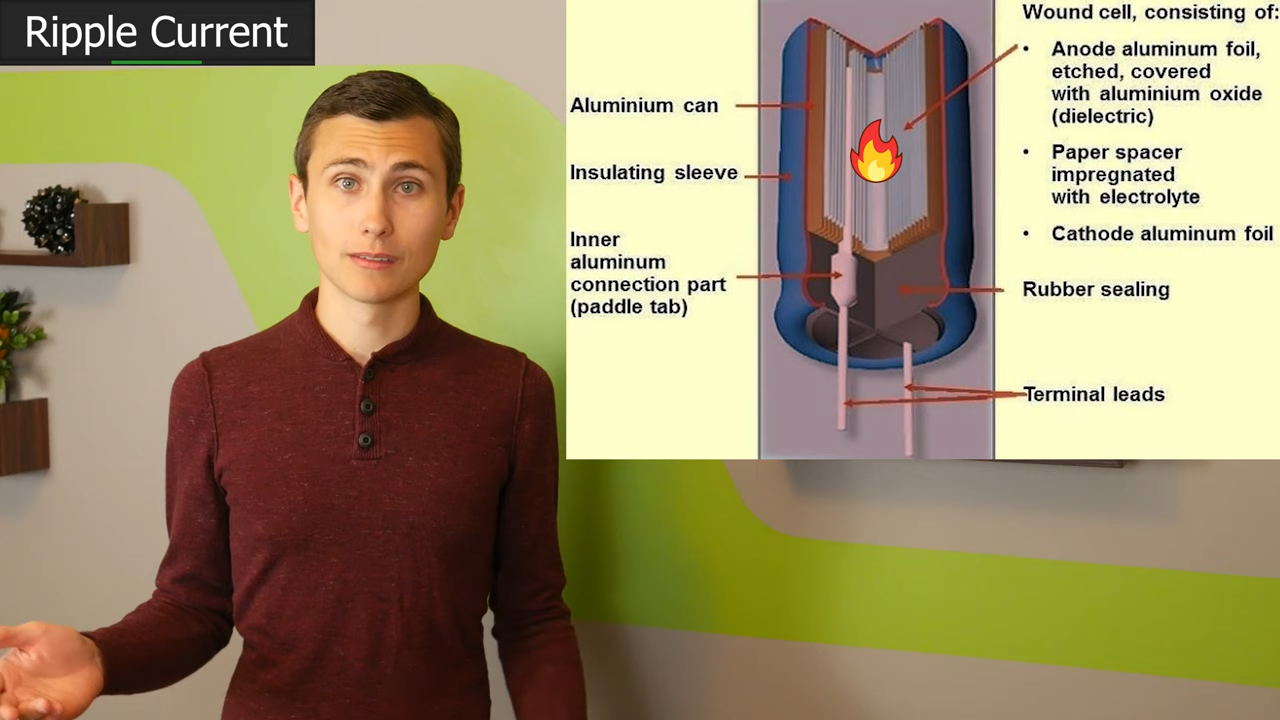 Ripple Current
Aluminium can
Insulating sleeve
Inner
aluminum
connection part
(paddle tab)
Wound cell, consisting of:
• Anode aluminum foil,
etched, covered
with aluminium oxide
(dielectric)
• Paper spacer
impregnated
with electrolyte
• Cathode aluminum foil
Rubber sealing
Terminal leads